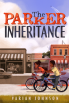 The
PARKER
INHERITANCE
VARIAN JOHNSON